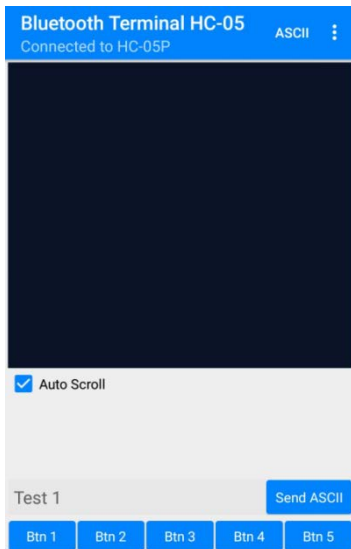 Bluetooth Terminal HC-05
ASCII
Connected to HC-05P
Auto Scroll
Test 1
Send ASCII
Btn 1
Btn 2
Btn 3
Btn 4
Btn 5